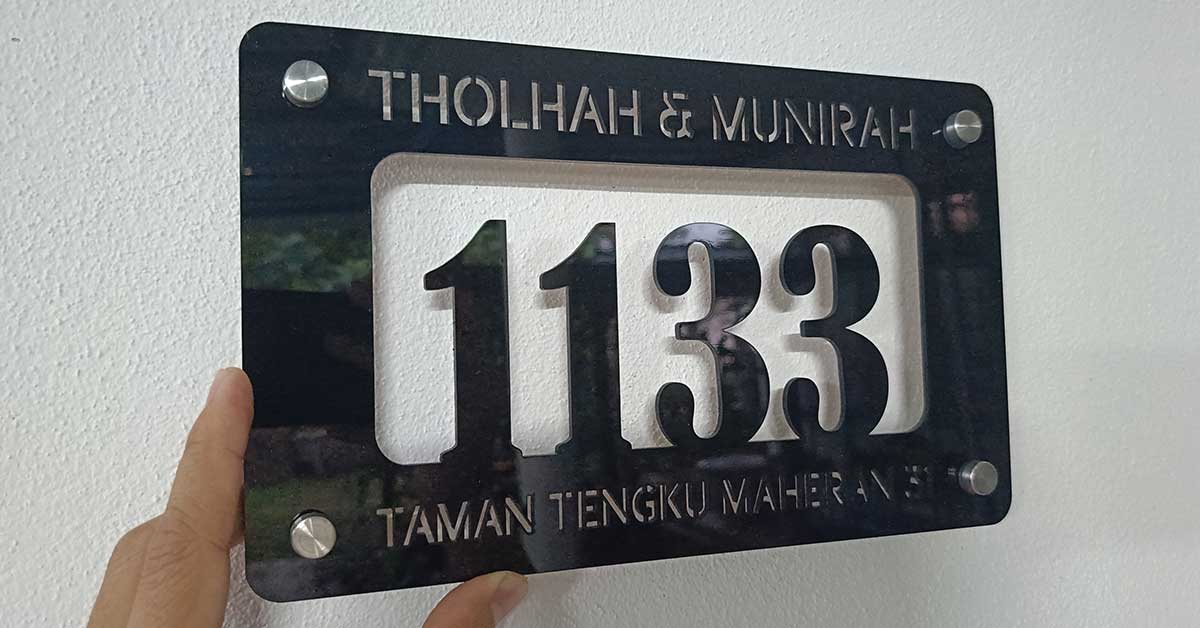 THOLHAH & MUNIRAH
1133
TAMAN TENGKU MAHERAN